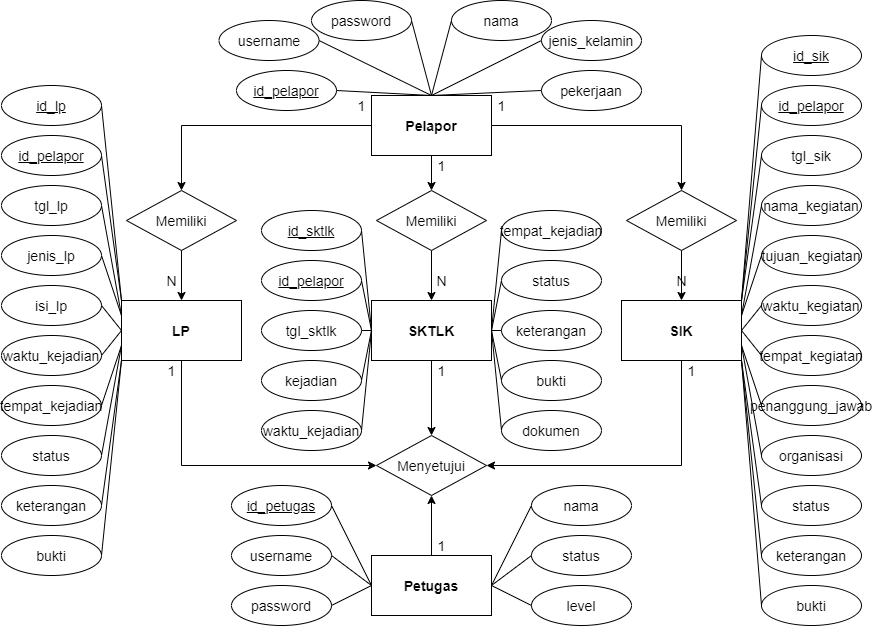 password
nama
username
jenis_kelamin
id_pelapor
pekerjaan
1
1
Pelapor
1
id_lp
id_pelapor
tgl_lp
jenis_lp
isi_lp
waktu_kejadian
tempat_kejadian
status
keterangan
bukti
Memiliki
N
LP
1
Memiliki
N
id_sktlk
id_pelapor
tgl_sktlk
kejadian
waktu_kejadian
SKTLK
1
tempat_kejadian
status
keterangan
bukti
dokumen
Memiliki
N
SIK
1
id_sik
id_pelapor
tgl_sik
nama_kegiatan
tujuan_kegiatan
waktu_kegiatan
tempat_kegiatan
penanggung_jawab
organisasi
status
keterangan
bukti
Menyetujui
1
Petugas
id_petugas
username
password
nama
status
level